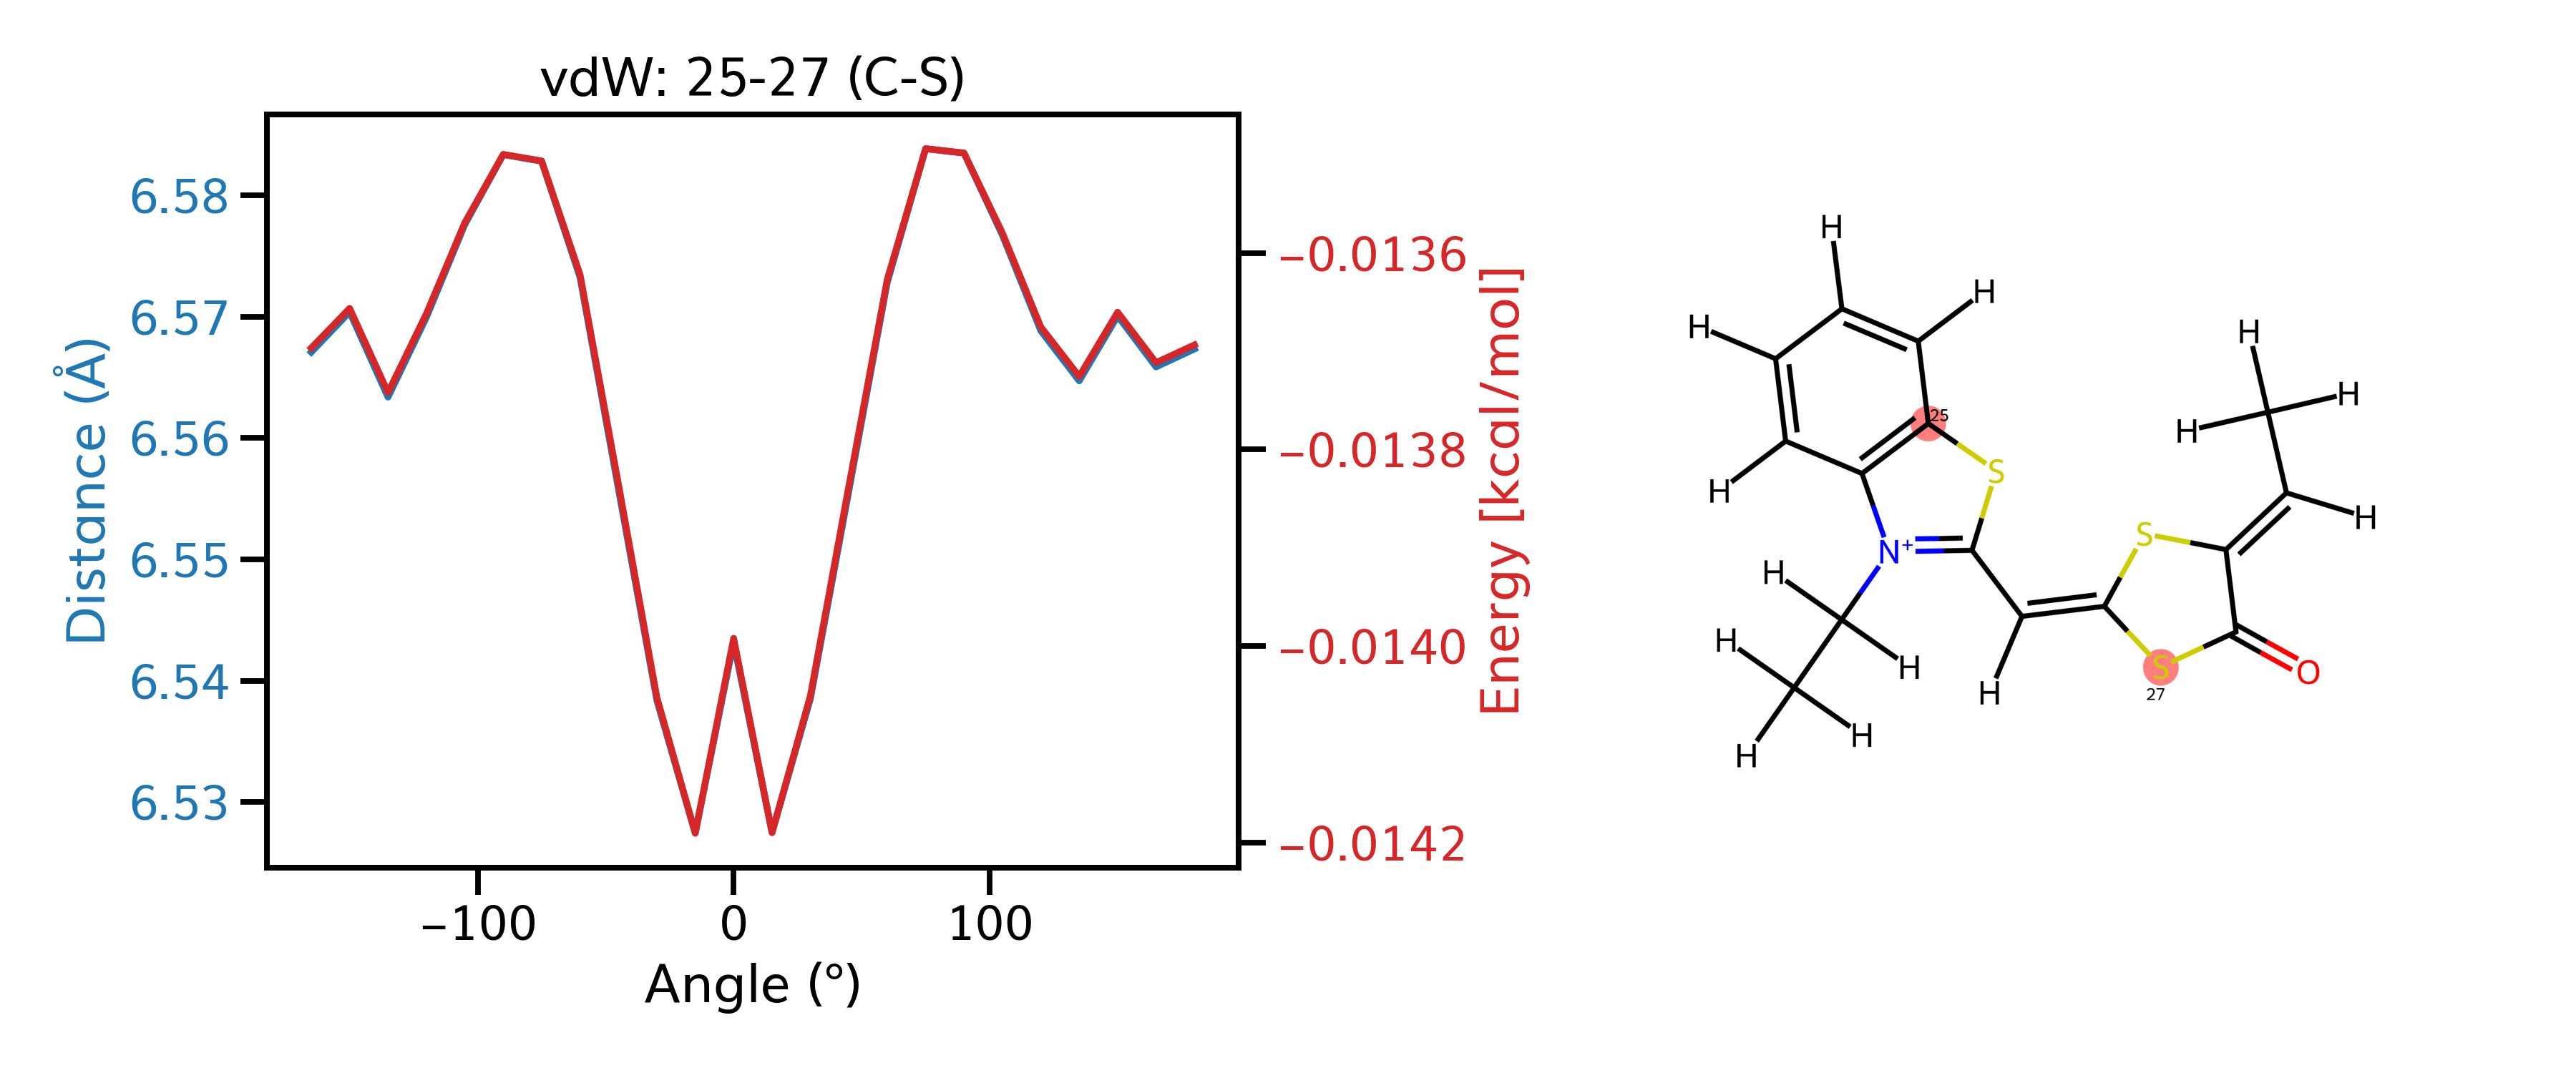 vdW: 25-27 (C-S)
6.58
6.57
6.56
6.55
6.54
6.53
Distance (Å)
−100
0
100
Angle (°)
−0.0136
−0.0138
−0.0140
−0.0142
Energy [kcal/mol]
H
H
H
H
25
S
N+
H
H
H
H
H
H
S
S
27
O
H
H
H
H